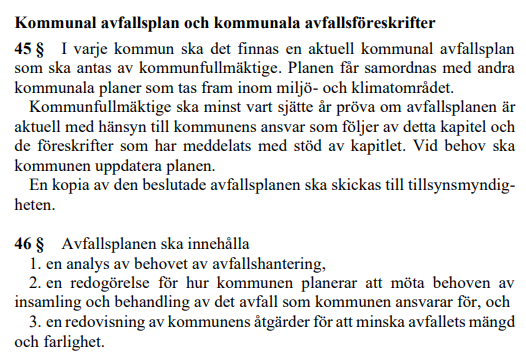 Kommunal avfallsplan och kommunala avfallsföreskrifter
45 § I varje kommun ska det finnas en aktuell kommunal avfallsplan
som ska antas av kommunfullmäktige. Planen får samordnas med andra
kommunala planer som tas fram inom miljö- och klimatområdet.
Kommunfullmäktige ska minst vart sjätte år pröva om avfallsplanen är
aktuell med hänsyn till kommunens ansvar som följer av detta kapitel och
de föreskrifter som har meddelats med stöd av kapitlet. Vid behov ska
kommunen uppdatera planen.
En kopia av den beslutade avfallsplanen ska skickas till tillsynsmyndig-
heten.
46 § Avfallsplanen ska innehålla
1. en analys av behovet av avfallshantering,
2. en redogörelse för hur kommunen planerar att möta behoven av
insamling och behandling av det avfall som kommunen ansvarar för, och
3. en redovisning av kommunens åtgärder för att minska avfallets mängd
och farlighet.